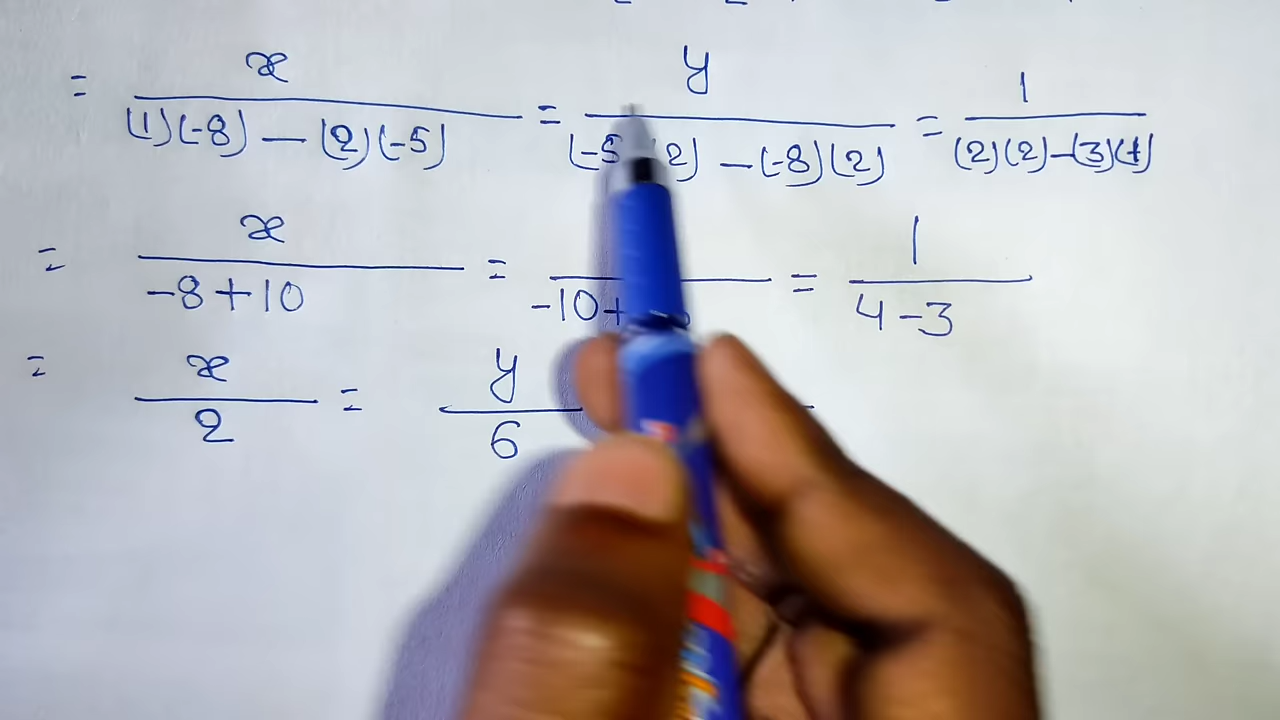 = x/((1)(-8) – (2)(-5)) = y/((-5 (2) – (-8)(2)) = 1/((2)(2) – (3)(1))
= x/(-8+10) = /(-10+ ) = 1/(4-3)
= x/2 = y/6